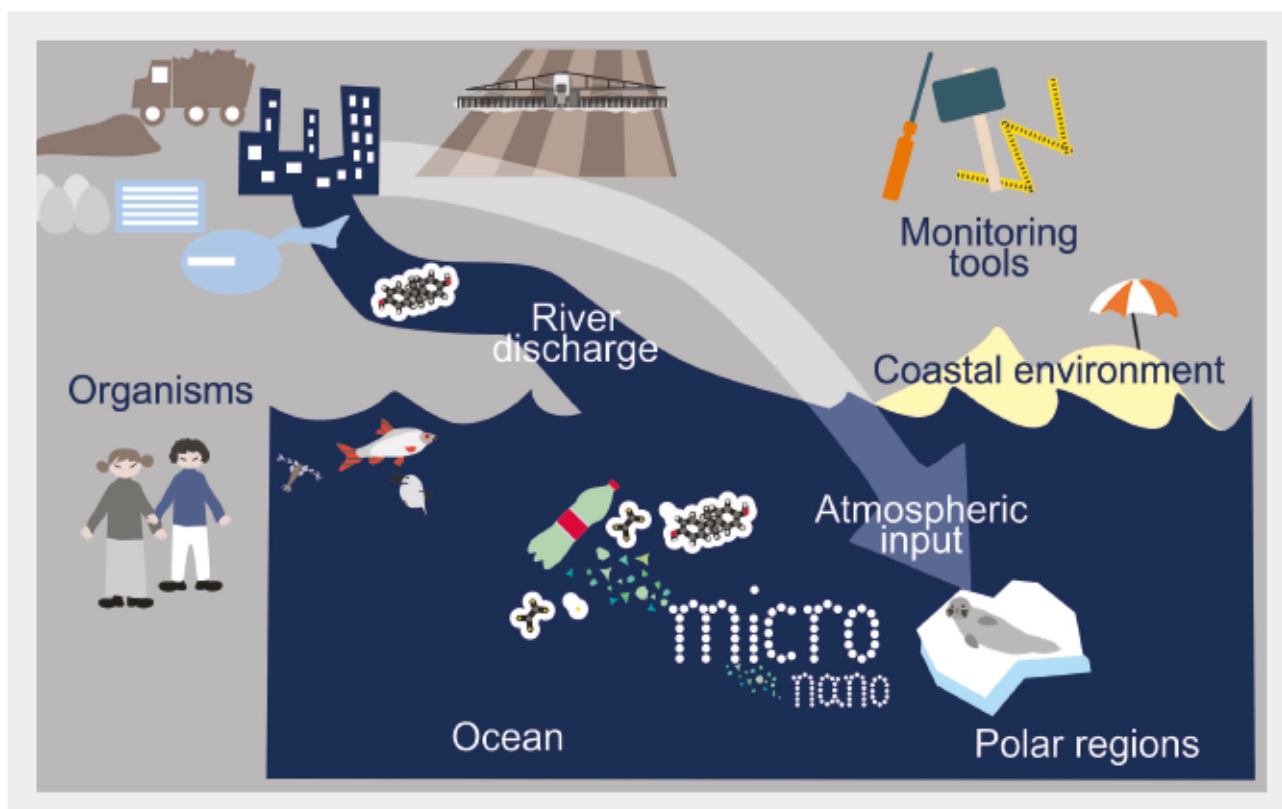 Monitoring
tools
River
discharge
Coastal environment
Organisms
Atmospheric
input
micro
nano
Ocean
Polar regions